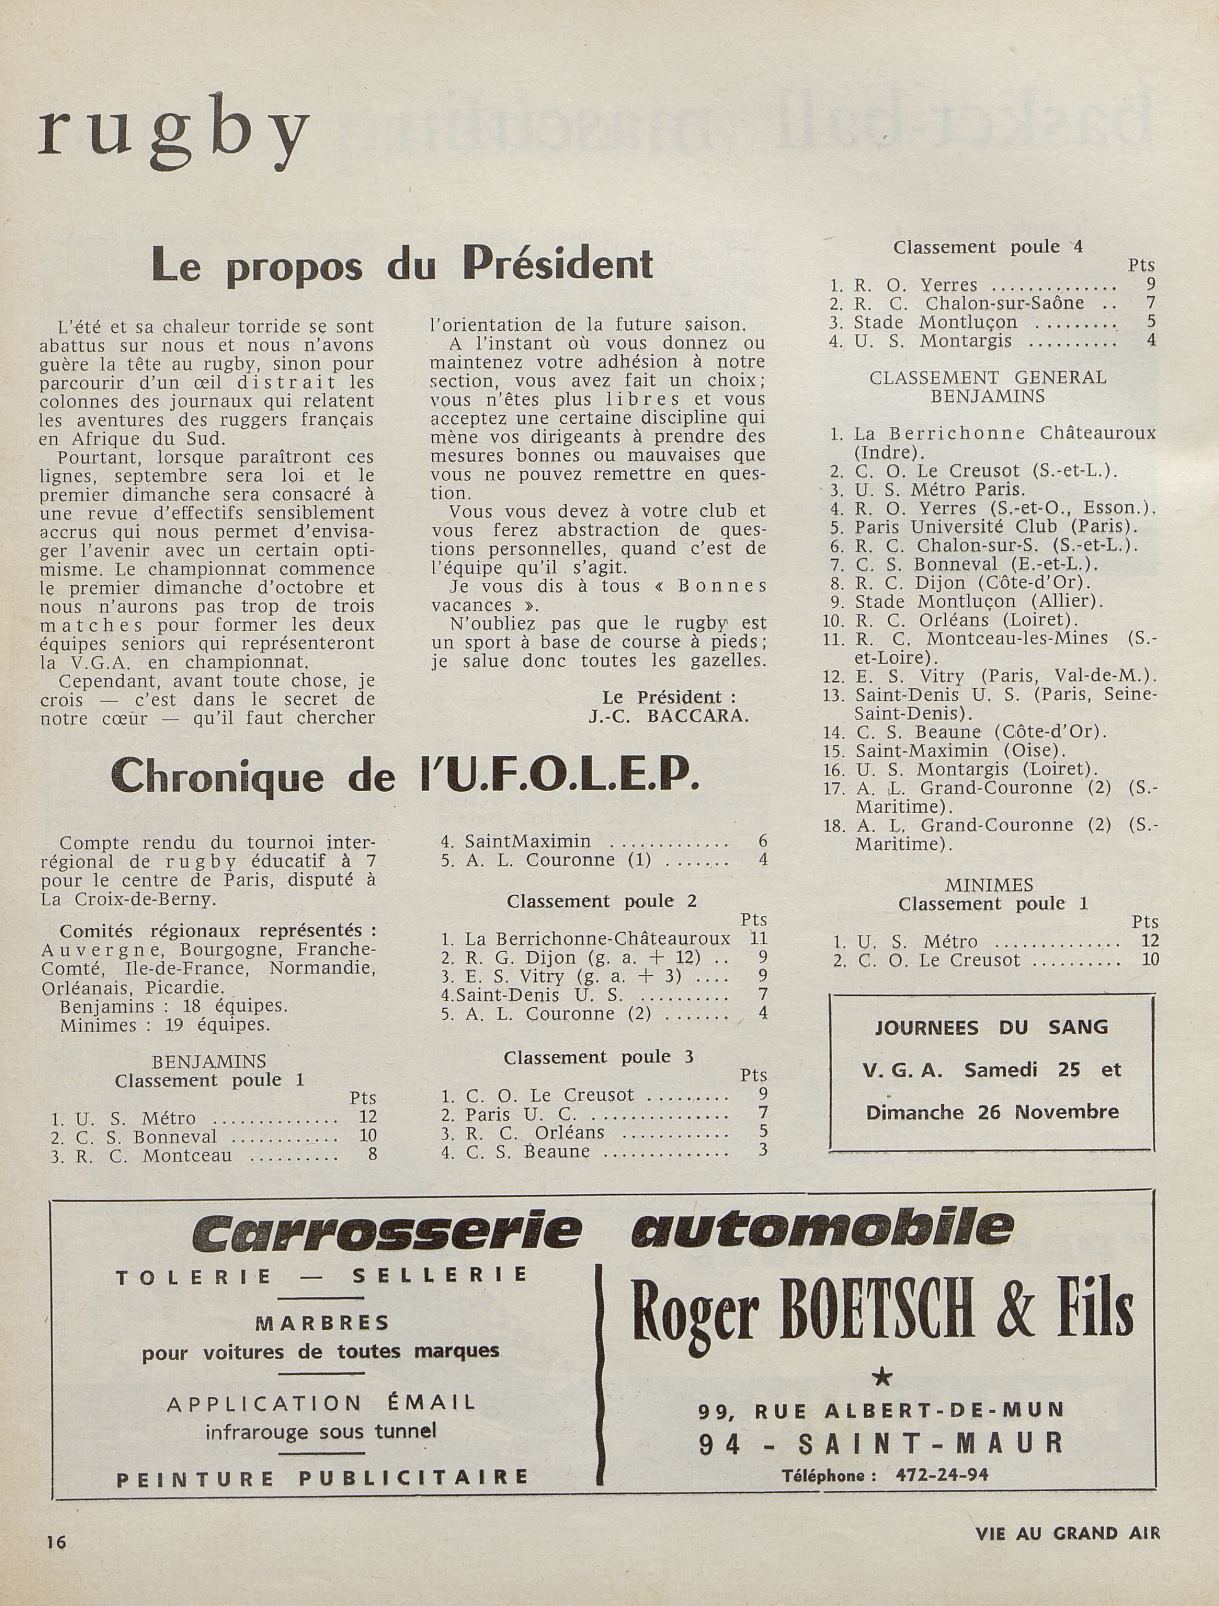 rugby
Le propos du Président
L'été et sa chaleur torride se sont
abattus sur nous et nous n'avons
guère la tête au rugby, sinon pour
parcourir d'un œil distrait les
colonnes des journaux qui relatent
les aventures des ruggers français
en Afrique du Sud.
Pourtant, lorsque paraîtront ces
lignes, septembre sera loi et le
premier dimanche sera consacré à
une revue d'effectifs sensiblement
accrus qui nous permet d'envisa-
ger l'avenir avec un certain opti-
misme. Le championnat commence
le premier dimanche d'octobre et
nous n'aurons pas trop de trois
matches pour former les deux
équipes seniors qui représenteront
la V.G.A. en championnat.
Cependant, avant toute chose, je
crois — c'est dans le secret de
notre cœur — qu'il faut chercher
l'orientation de la future saison.
A l'instant où vous donnez ou
maintenez votre adhésion à notre
section, vous avez fait un choix;
vous n'êtes plus libres et vous
acceptez une certaine discipline qui
mène vos dirigeants à prendre des
mesures bonnes ou mauvaises que
vous ne pouvez remettre en ques-
tion.
Vous vous devez à votre club et
vous ferez abstraction de ques-
tions personnelles, quand c'est de
l'équipe qu'il s'agit.
Je vous dis à tous « Bonnes
vacances ».
N'oubliez pas que le rugby est
un sport à base de course à pieds;
je salue donc toutes les gazelles.
Le Président :
J.-C. BACCARA.
Chronique de l'U.F.O.L.E.P.
Compte rendu du tournoi inter-
régional de rugby éducatif à 7
pour le centre de Paris, disputé à
La Croix-de-Berny.
Comités régionaux représentés :
Auvergne, Bourgogne, Franche-
Comté, Ile-de-France, Normandie,
Orléanais, Picardie.
Benjamins : 18 équipes.
Minimes : 19 équipes.
BENJAMINS
Classement poule 1
Pts
1. U. S. Métro .............. 12
2. C. S. Bonneval ............ 10
3. R. C. Montceau .......... 8
4. SaintMaximin ............. 6
5. A. L. Couronne (1) ....... 4
Classement poule 2
Pts
1. La Berrichonne-Châteauroux 11
2. R. G. Dijon (g. a. + 12) .. 9
3. E. S. Vitry (g. a. + 3) .... 9
4.Saint-Denis U. S. .......... 7
5. A. L. Couronne (2) ....... 4
Classement poule 3
Pts
1. C. O. Le Creusot ......... 9
2. Paris U. C. ............... 7
3. R. C. Orléans ............ 5
4. C. S. Beaune .............. 3
Classement poule 4
Pts
1. R. O. Yerres .............. 9
2. R. C. Chalon-sur-Saône .. 7
3. Stade Montluçon ......... 5
4. U. S. Montargis .......... 4
CLASSEMENT GENERAL
BENJAMINS
1. La Berrichonne Châteauroux
(Indre).
2. C. O. Le Creusot (S.-et-L.).
3. U. S. Métro Paris.
4. R. O. Yerres (S.-et-O., Esson.).
5. Paris Université Club (Paris).
6. R. C. Chalon-sur-S. (S.-et-L.).
7. C. S. Bonneval (E.-et-L.).
8. R. C. Dijon (Côte-d'Or).
9. Stade Montluçon (Allier).
10. R. C. Orléans (Loiret).
11. R. C. Montceau-les-Mines (S.-
et-Loire).
12. E. S. Vitry (Paris, Val-de-M.).
13. Saint-Denis U. S. (Paris, Seine-
Saint-Denis).
14. C. S. Beaune (Côte-d'Or).
15. Saint-Maximin (Oise).
16. U. S. Montargis (Loiret).
17. A. L. Grand-Couronne (2) (S.-
Maritime).
18. A. L. Grand-Couronne (2) (S.-
Maritime).
MINIMES
Classement poule 1
Pts
1. U. S. Métro .............. 12
2. C. O. Le Creusot .......... 10
JOURNEES DU SANG
V. G. A. Samedi 25 et
Dimanche 26 Novembre
Carrosserie automobile
TOLERIE — SELLERIE
MARBRES
pour voitures de toutes marques
APPLICATION ÉMAIL
infrarouge sous tunnel
PEINTURE PUBLICITAIRE
Roger BOETSCH & Fils
99, RUE ALBERT-DE-MUN
94 - SAINT-MAUR
Téléphone : 472-24-94
16
VIE AU GRAND AIR